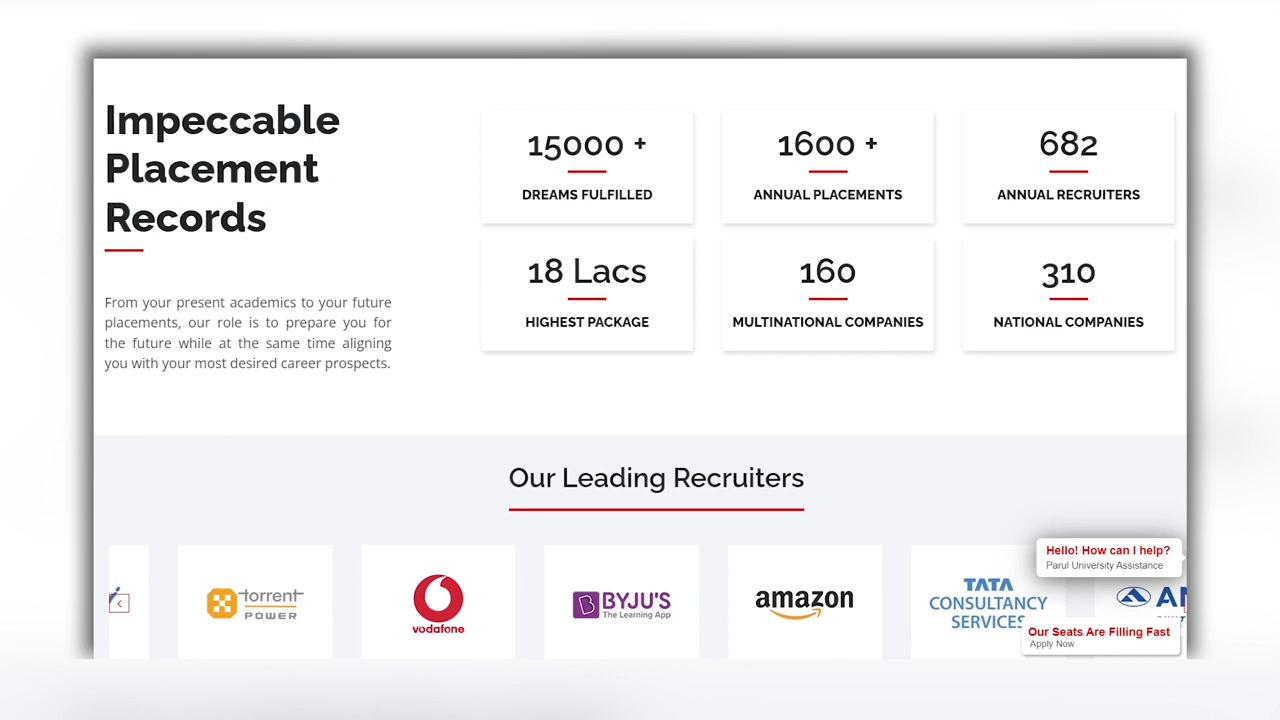 Impeccable
Placement
Records
From your present academics to your future
placements, our role is to prepare you for
the future while at the same time aligning
you with your most desired career prospects.
15000 +
DREAMS FULFILLED
1600 +
ANNUAL PLACEMENTS
682
ANNUAL RECRUITERS
18 Lacs
HIGHEST PACKAGE
160
MULTINATIONAL COMPANIES
310
NATIONAL COMPANIES
Our Leading Recruiters
torrent
POWER
vodafone
BYJU'S
The Learning App
amazon
TATA
CONSULTANCY
SERVICES
Hello! How can I help?
Parul University Assistance
Our Seats Are Filling Fast
Apply Now